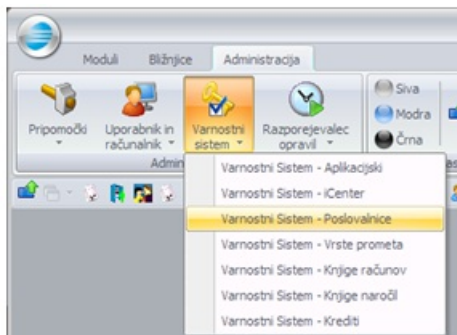 Moduli Bližnjice Administracija
Pripomočki
Uporabnik in računalnik
Varnostni sistem
Razporejevalec opravil
Siva
Modra
Črna
Admin
Varnostni Sistem - Aplikacijski
Varnostni Sistem - iCenter
Varnostni Sistem - Poslovalnice
Varnostni Sistem - Vrste prometa
Varnostni Sistem - Knjige računov
Varnostni Sistem - Knjige naročil
Varnostni Sistem - Krediti